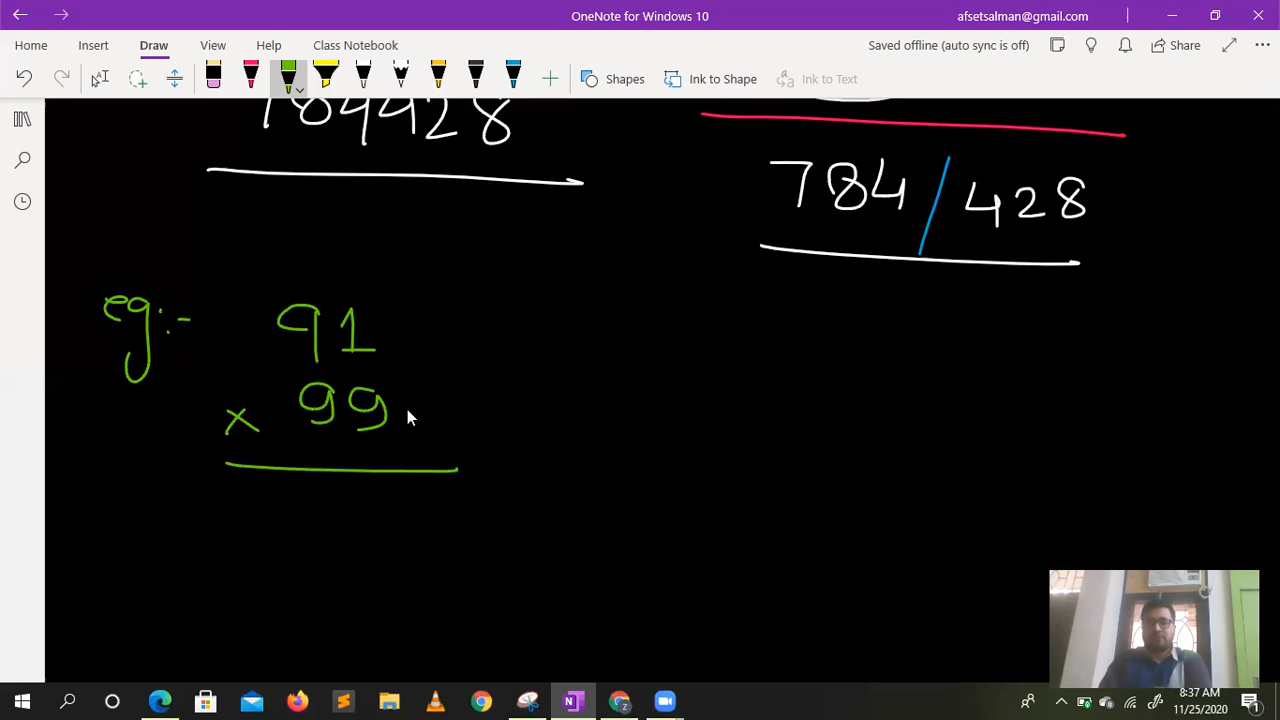 OneNote for Windows 10
afsetsalman@gmail.com
Home Insert Draw View Help Class Notebook
Saved offline (auto sync is off)
Share
Shapes
Ink to Shape
Ink to Text
784428
784/428
eg:- 91
x 99
8:37 AM
11/25/2020